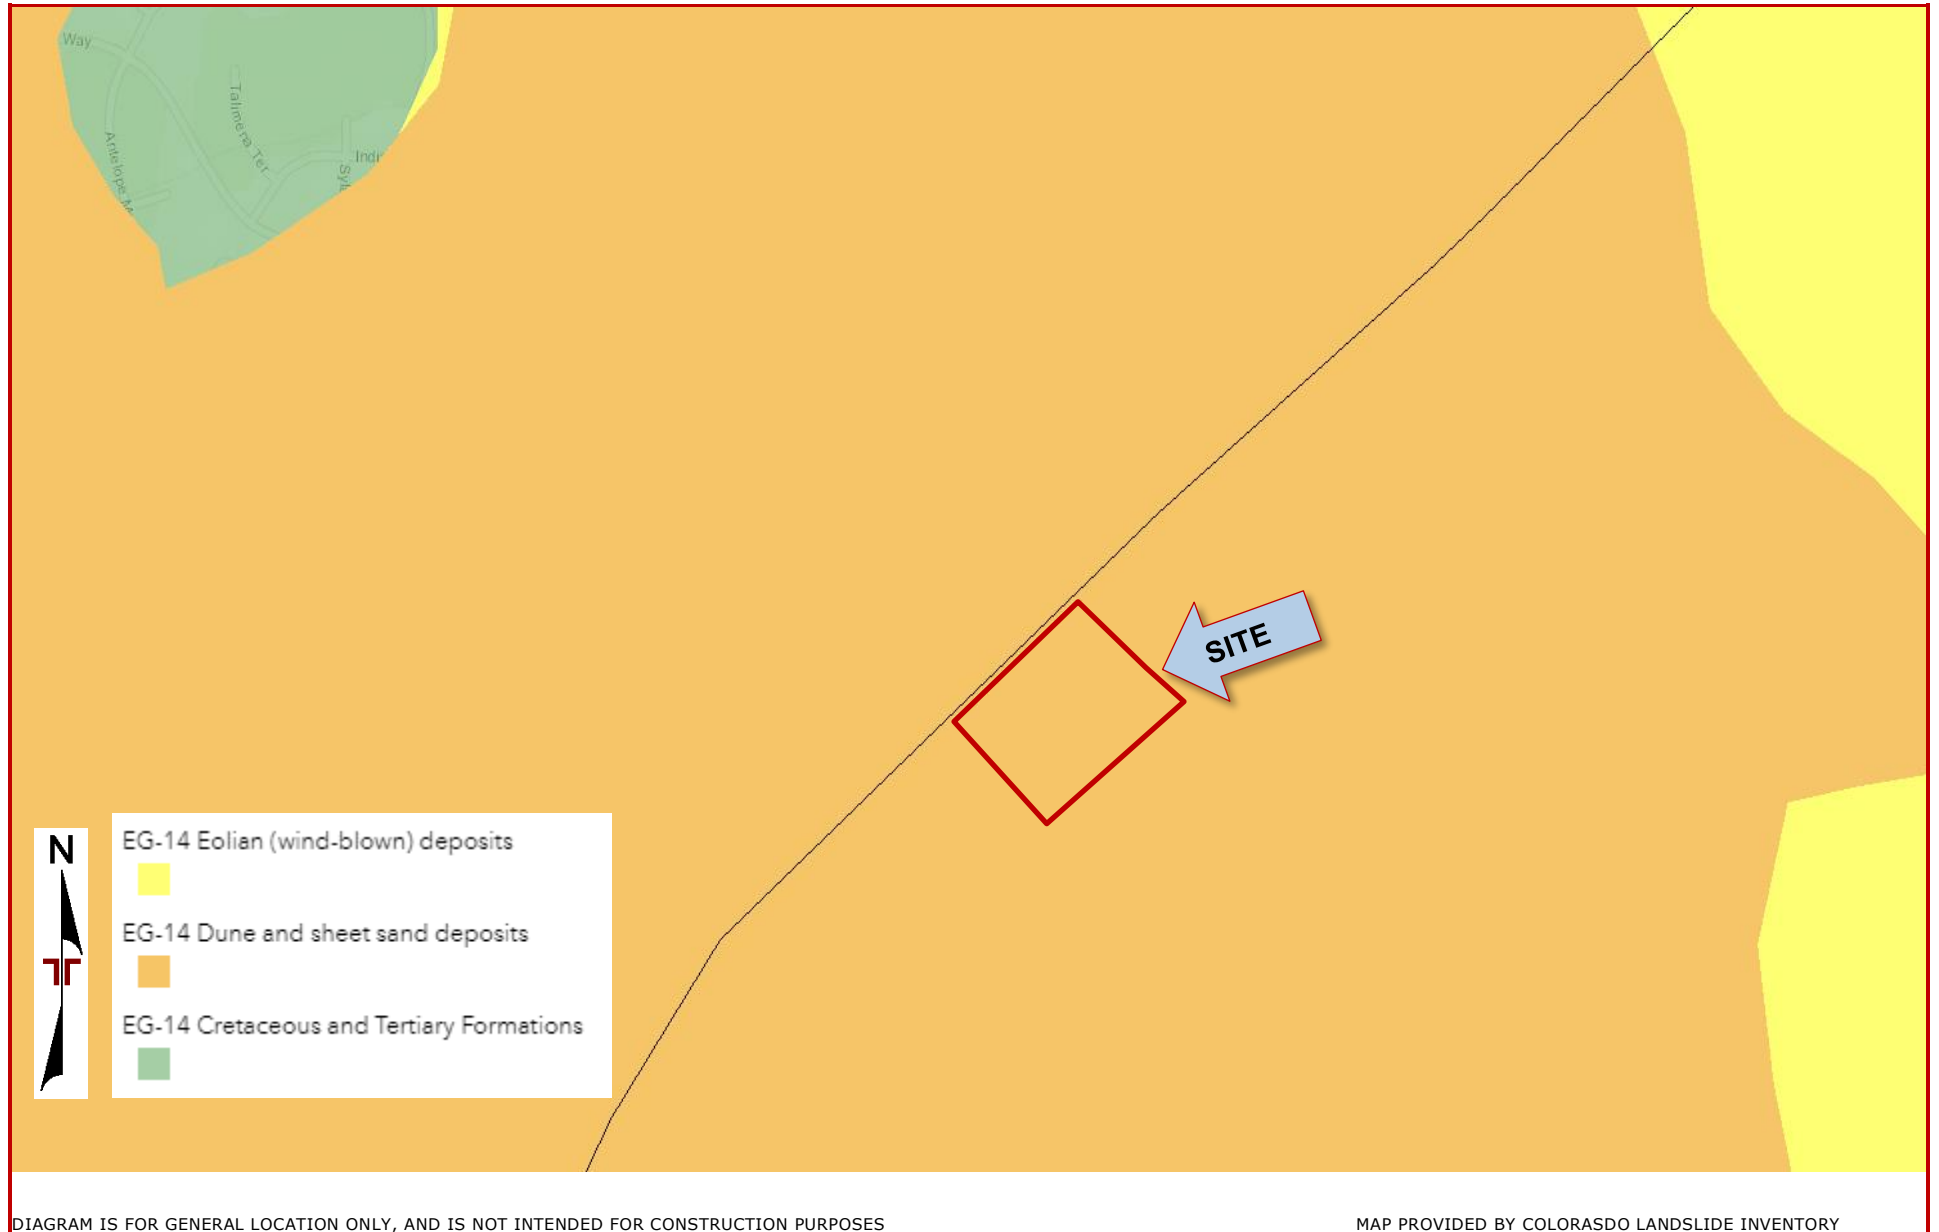 Way
Talimena Ter
Antelope M
Indi
Syl
SITE
N
EG-14 Eolian (wind-blown) deposits
EG-14 Dune and sheet sand deposits
EG-14 Cretaceous and Tertiary Formations
DIAGRAM IS FOR GENERAL LOCATION ONLY, AND IS NOT INTENDED FOR CONSTRUCTION PURPOSES
MAP PROVIDED BY COLORASDO LANDSLIDE INVENTORY